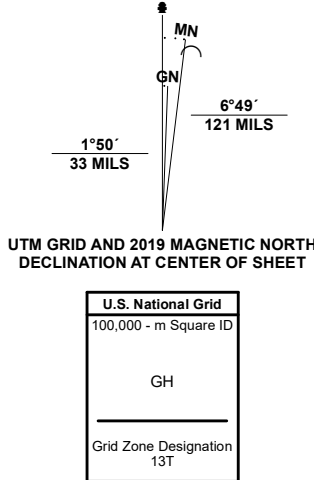 MN
GN
6°49´
121 MILS
1°50´
33 MILS
UTM GRID AND 2019 MAGNETIC NORTH
DECLINATION AT CENTER OF SHEET
U.S. National Grid
100,000 - m Square ID
GH
Grid Zone Designation
13T